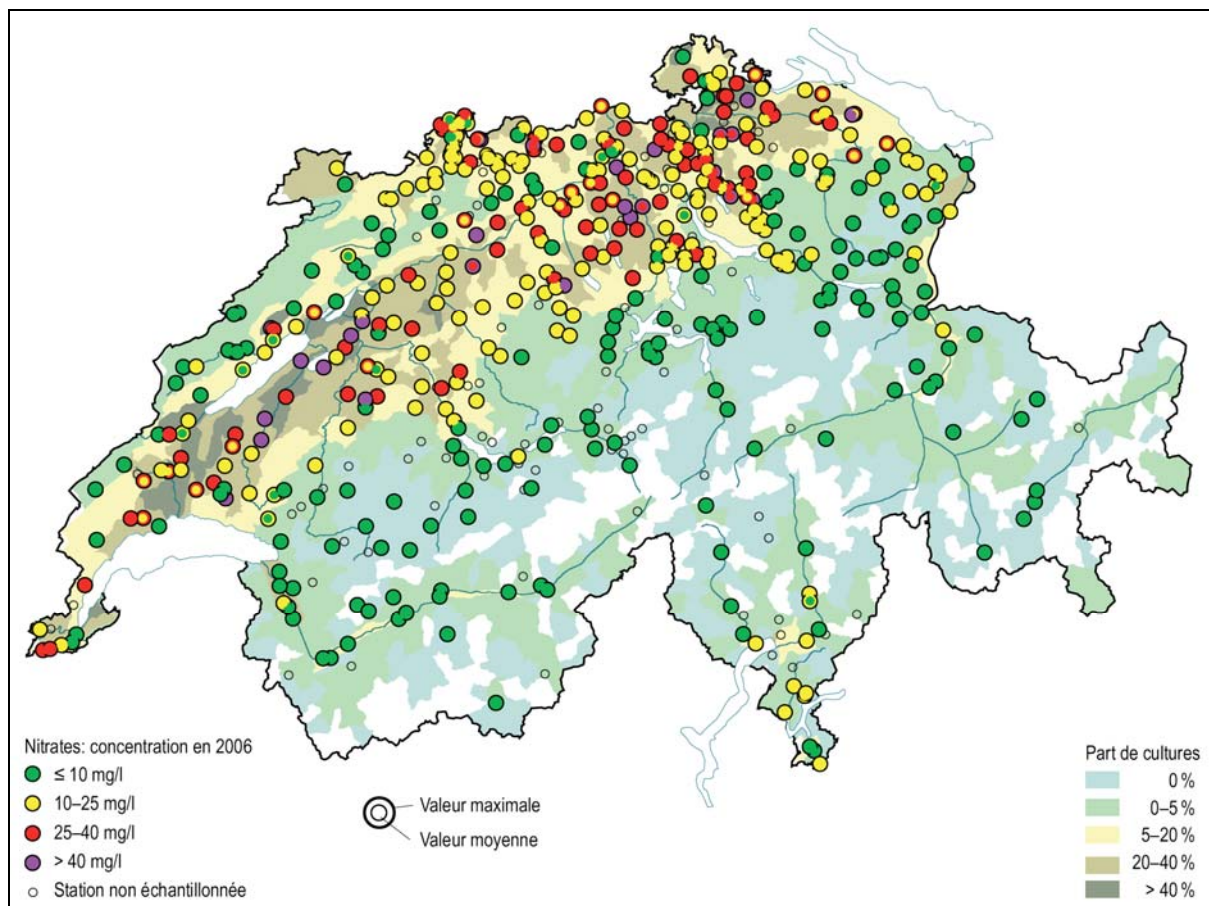 Nitrates: concentration en 2006
≤ 10 mg/l
10–25 mg/l
25–40 mg/l
> 40 mg/l
Station non échantillonnée
Valeur maximale
Valeur moyenne
Part de cultures
0 %
0–5 %
5–20 %
20–40 %
> 40 %